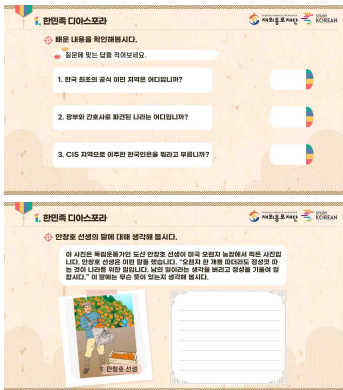 1. 한민족 디아스포라
재외동포재단
STUDY KOREAN
배운 내용을 확인해봅시다.
질문에 맞는 답을 적어보세요.
1. 한국 최초의 공식 이민 지역은 어디입니까?
2. 광부와 간호사로 파견된 나라는 어디입니까?
3. CIS 지역으로 이주한 한국인은을 뭐라고 부릅니까?
1. 한민족 디아스포라
재외동포재단
STUDY KOREAN
안창호 선생의 말에 대해 생각해 봅시다.
이 사진은 독립운동가인 도산 안창호 선생이 미국 오렌지 농장에서 찍은 사진입
니다. 안창호 선생은 이런 말을 했습니다. "오렌지 한 개를 따더라도 정성껏 따
는 것이 나라를 위한 일입니다. 남의 일이라는 생각을 버리고 정성을 기울여 일
합시다." 이 말에는 무슨 뜻이 있는지 생각해 봅시다.
안창호 선생